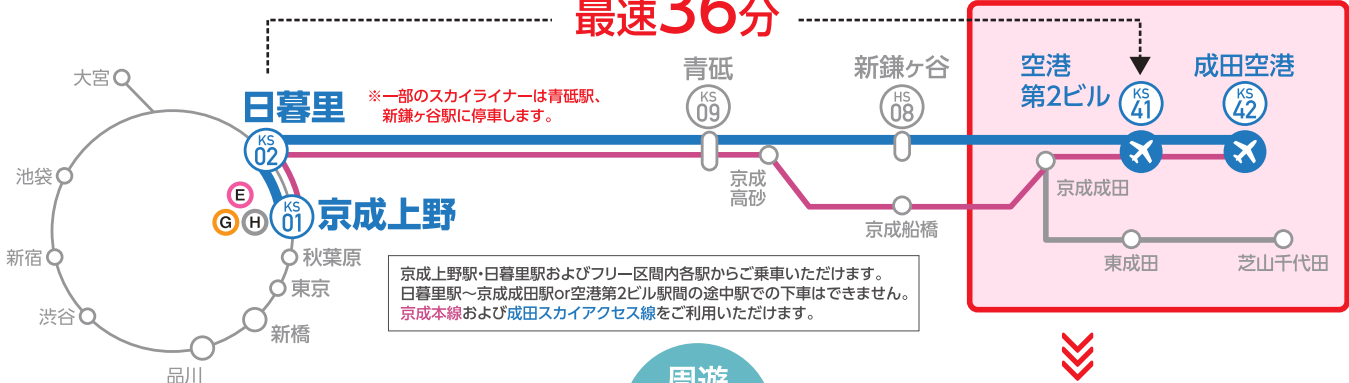 最速36分
大宮
日暮里
※一部のスカイライナーは青砥駅、
新鎌ヶ谷駅に停車します。
青砥
KS
09
新鎌ヶ谷
HS
08
空港
第2ビル
KS
41
成田空港
KS
42
KS
02
池袋
E
G
H
KS
01
京成上野
京成
高砂
京成船橋
京成成田
東成田
芝山千代田
新宿
秋葉原
東京
渋谷
新橋
品川
京成上野駅・日暮里駅およびフリー区間内各駅からご乗車いただけます。
日暮里駅～京成成田駅or空港第2ビル駅間の途中駅での下車はできません。
京成本線および成田スカイアクセス線をご利用いただけます。
周遊